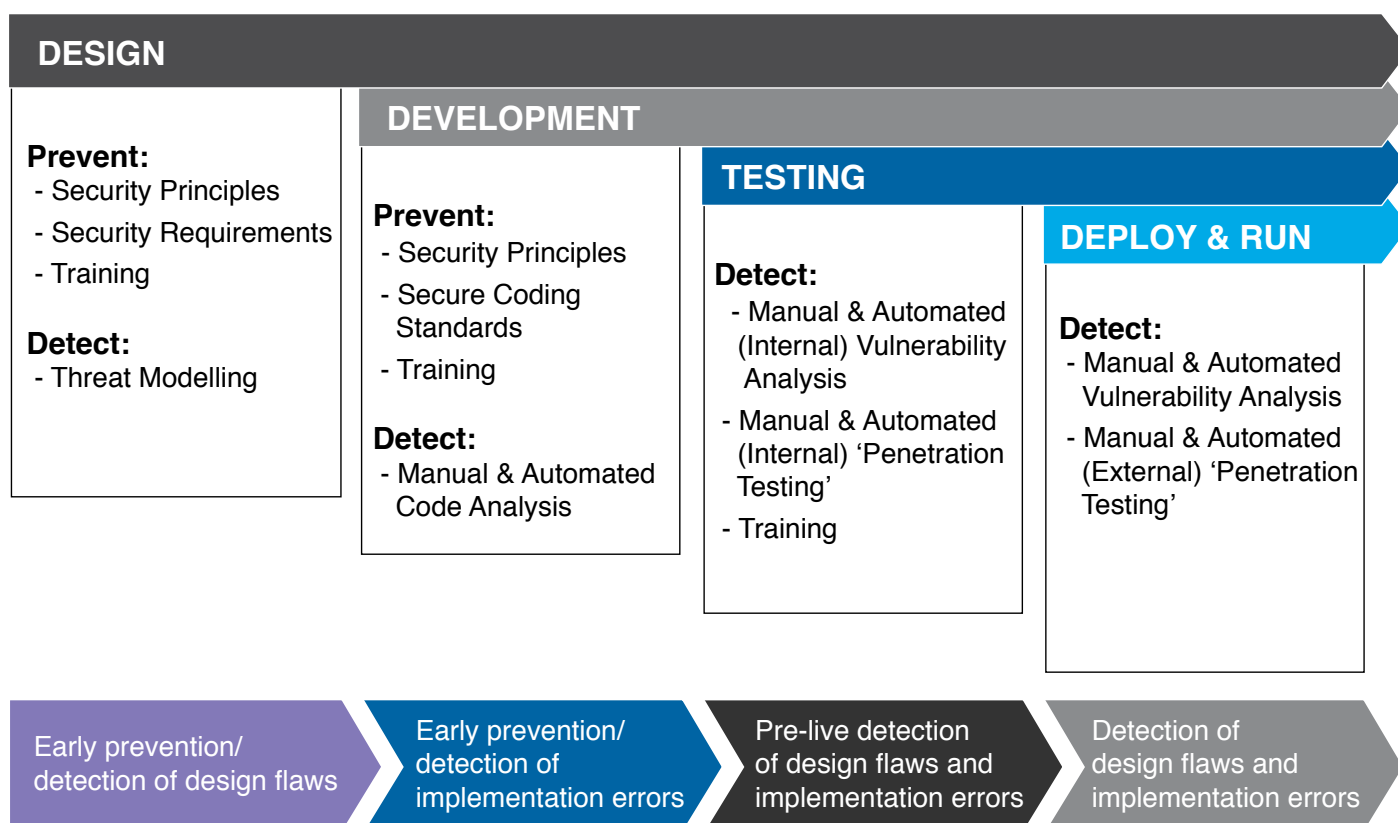 DESIGN
Prevent:
- Security Principles
- Security Requirements
- Training
Detect:
- Threat Modelling
DEVELOPMENT
Prevent:
- Security Principles
- Secure Coding
Standards
- Training
Detect:
- Manual & Automated
Code Analysis
TESTING
Detect:
- Manual & Automated
(Internal) Vulnerability
Analysis
- Manual & Automated
(Internal) ‘Penetration
Testing’
- Training
DEPLOY & RUN
Detect:
- Manual & Automated
Vulnerability Analysis
- Manual & Automated
(External) ‘Penetration
Testing’
Early prevention/
detection of design flaws
Early prevention/
detection of
implementation errors
Pre-live detection
of design flaws and
implementation errors
Detection of
design flaws and
implementation errors